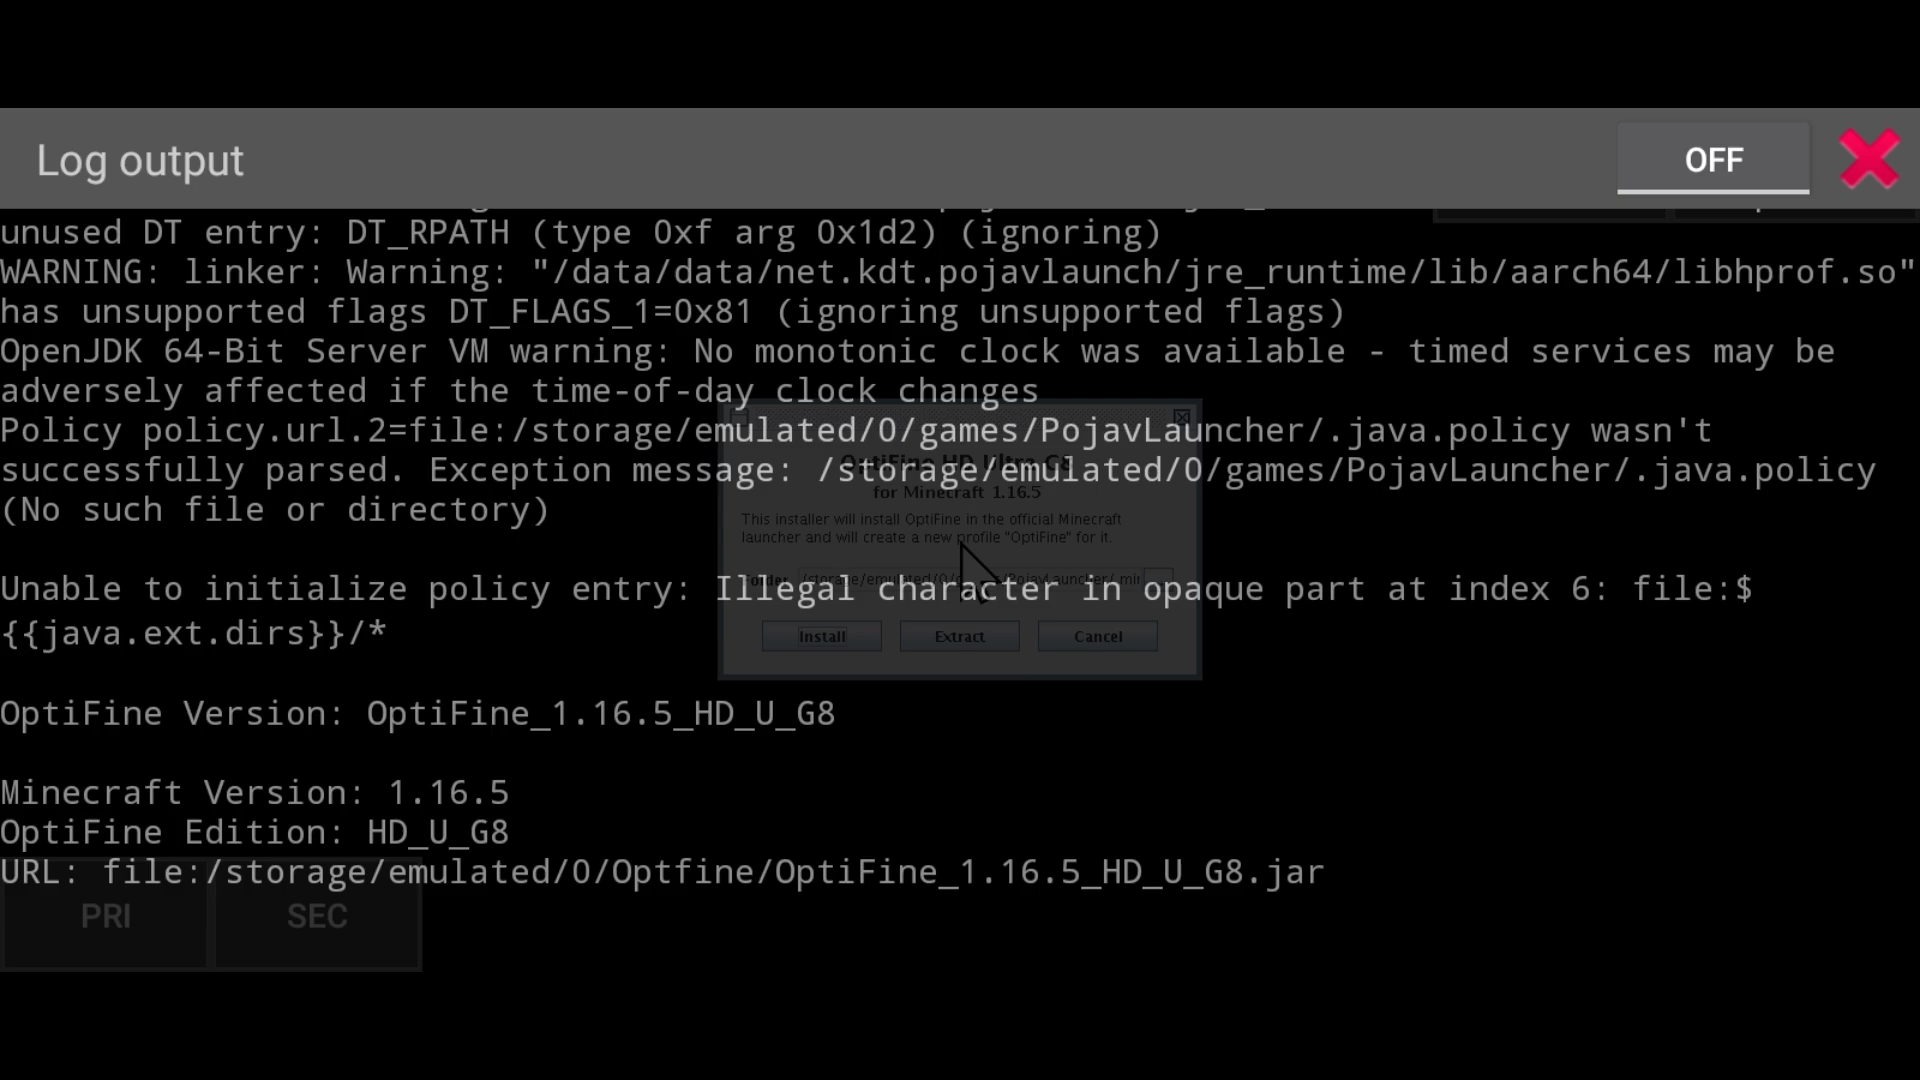 Log output
OFF
unused DT entry: DT_RPATH (type 0xf arg 0x1d2) (ignoring)
WARNING: linker: Warning: "/data/data/net.kdt.pojavlaunch/jre_runtime/lib/aarch64/libhprof.so"
has unsupported flags DT_FLAGS_1=0x81 (ignoring unsupported flags)
OpenJDK 64-Bit Server VM warning: No monotonic clock was available - timed services may be
adversely affected if the time-of-day clock changes
Policy policy.url.2=file:/storage/emulated/0/games/PojavLauncher/.java.policy wasn't
successfully parsed. Exception message: /storage/emulated/0/games/PojavLauncher/.java.policy
(No such file or directory)
OptiFine HD Ultra G8
for Minecraft 1.16.5
This installer will install OptiFine in the official Minecraft
launcher and will create a new profile "OptiFine" for it.
Unable to initialize policy entry: Illegal character in opaque part at index 6: file:$
{{java.ext.dirs}}/*
Install
Extract
Cancel
OptiFine Version: OptiFine_1.16.5_HD_U_G8
Minecraft Version: 1.16.5
OptiFine Edition: HD_U_G8
URL: file:/storage/emulated/0/Optfine/OptiFine_1.16.5_HD_U_G8.jar
PRI
SEC